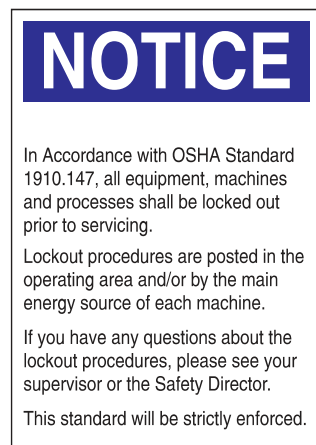 NOTICE
In Accordance with OSHA Standard
1910.147, all equipment, machines
and processes shall be locked out
prior to servicing.
Lockout procedures are posted in the
operating area and/or by the main
energy source of each machine.
If you have any questions about the
lockout procedures, please see your
supervisor or the Safety Director.
This standard will be strictly enforced.